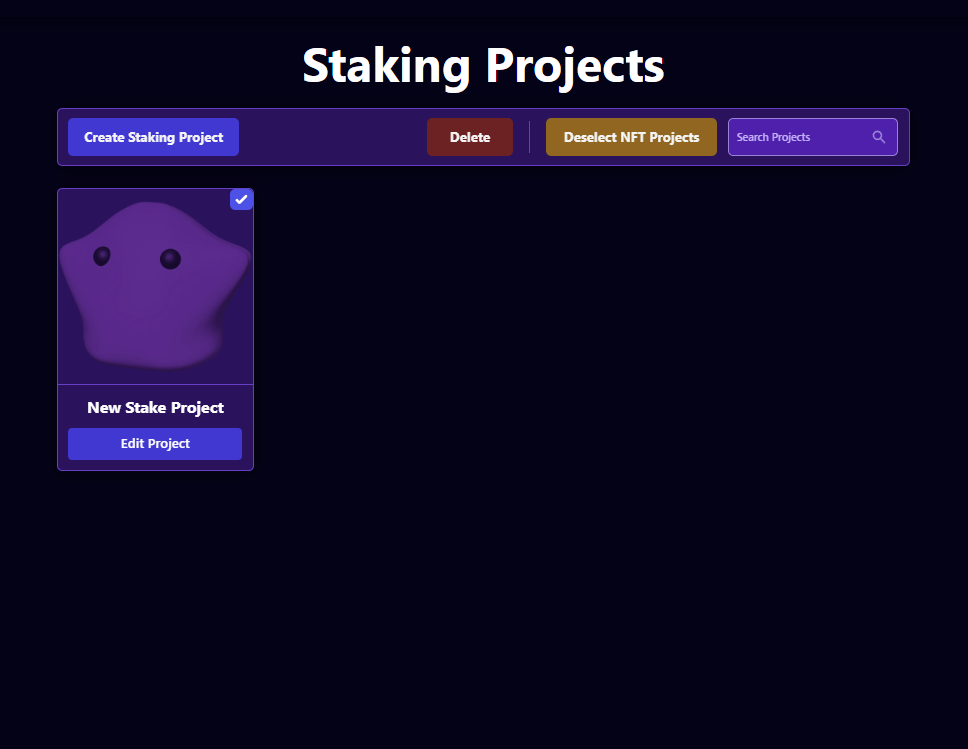 Staking Projects
Create Staking Project
Delete
Deselect NFT Projects
Search Projects
New Stake Project
Edit Project